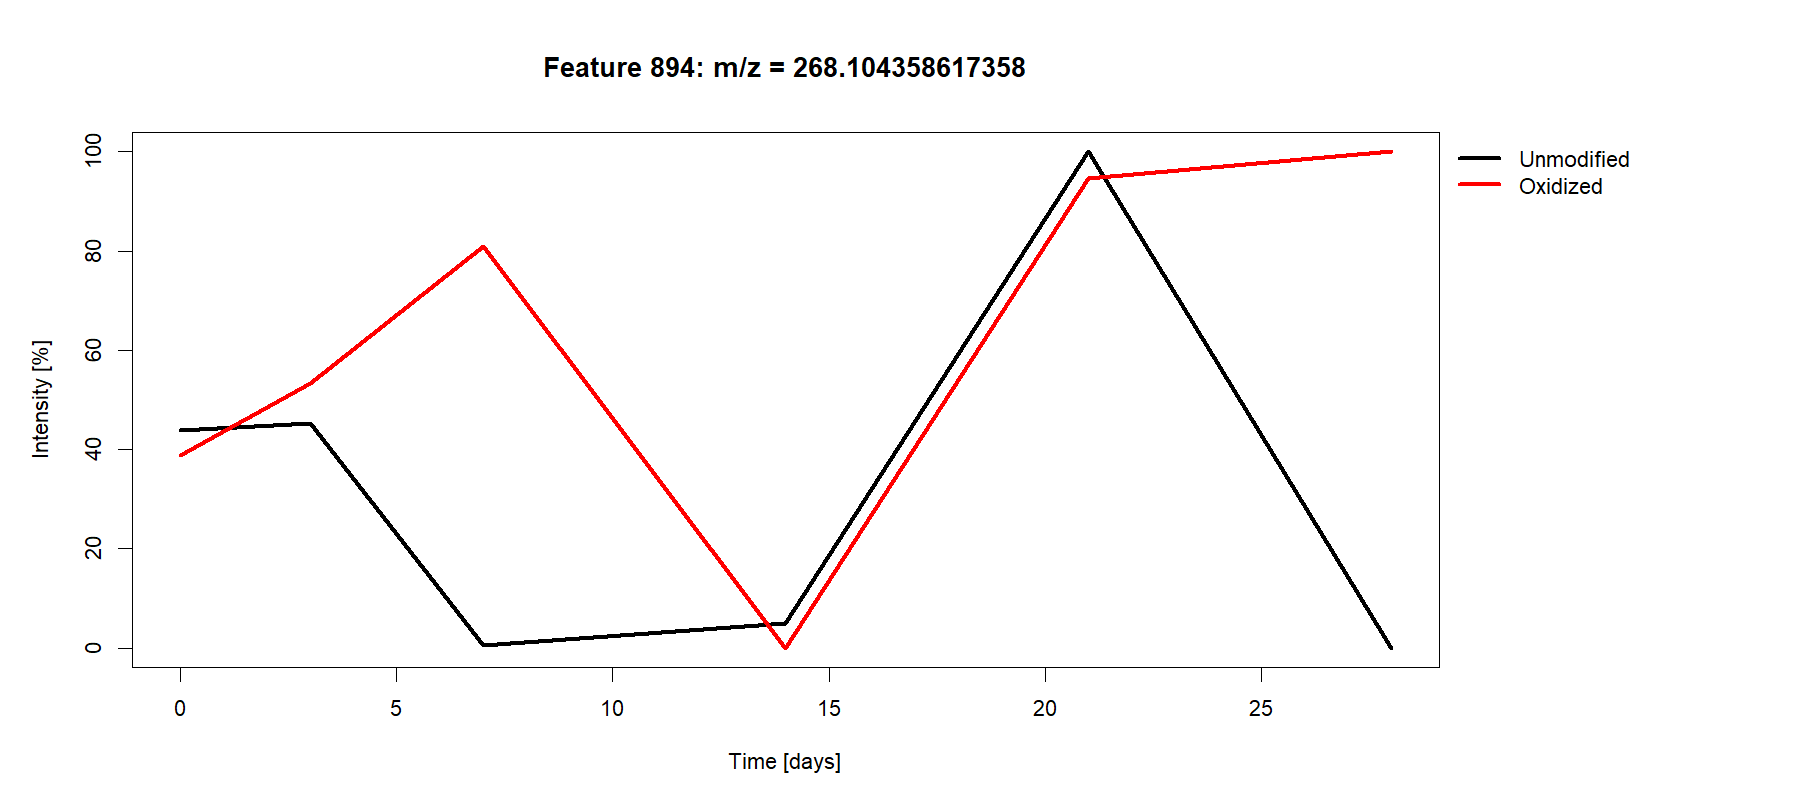 Feature 894: m/z = 268.104358617358
Unmodified
Oxidized
Intensity [%]
100
80
60
40
20
0
0 5 10 15 20 25
Time [days]